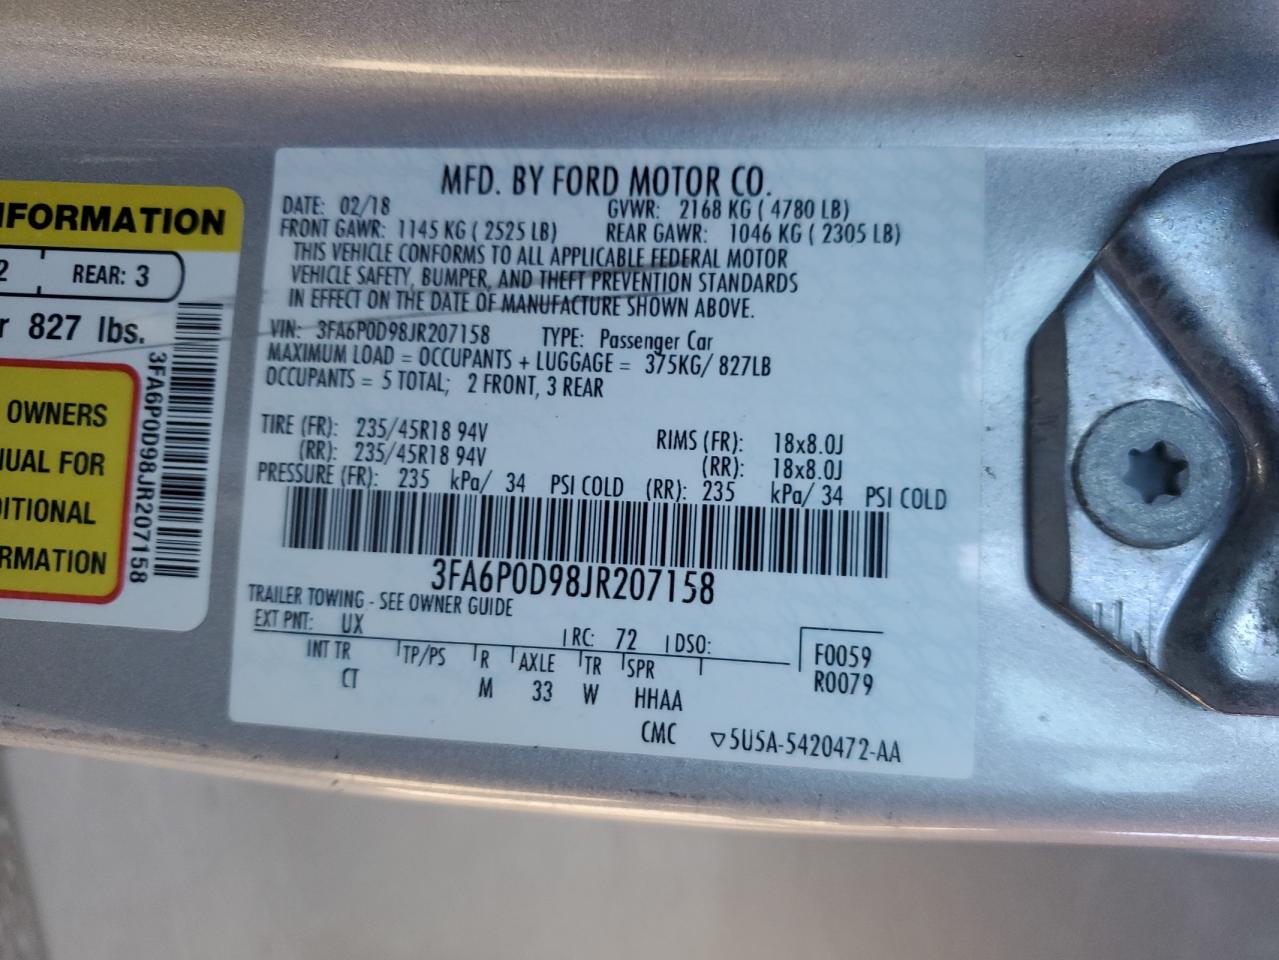 NFORMATION
2 REAR: 3
r 827 lbs.
OWNERS
NUAL FOR
DITIONAL
RMATION
3FA6P0D98JR207158
MFD. BY FORD MOTOR CO.
DATE: 02/18 GVWR: 2168 KG ( 4780 LB)
FRONT GAWR: 1145 KG ( 2525 LB) REAR GAWR: 1046 KG ( 2305 LB)
THIS VEHICLE CONFORMS TO ALL APPLICABLE FEDERAL MOTOR
VEHICLE SAFETY, BUMPER, AND THEFT PREVENTION STANDARDS
IN EFFECT ON THE DATE OF MANUFACTURE SHOWN ABOVE.
VIN: 3FA6P0D98JR207158 TYPE: Passenger Car
MAXIMUM LOAD = OCCUPANTS + LUGGAGE = 375KG/ 827LB
OCCUPANTS = 5 TOTAL; 2 FRONT, 3 REAR
TIRE (FR): 235/45R18 94V RIMS (FR): 18x8.0J
(RR): 235/45R18 94V (RR): 18x8.0J
PRESSURE (FR): 235 kPa/ 34 PSI COLD (RR): 235 kPa/ 34 PSI COLD
3FA6P0D98JR207158
TRAILER TOWING - SEE OWNER GUIDE
EXT PNT: UX RC: 72 DSO: F0059
INT TR TP/PS R AXLE TR SPR R0079
CT M 33 W HHAA
CMC ▽5U5A-5420472-AA